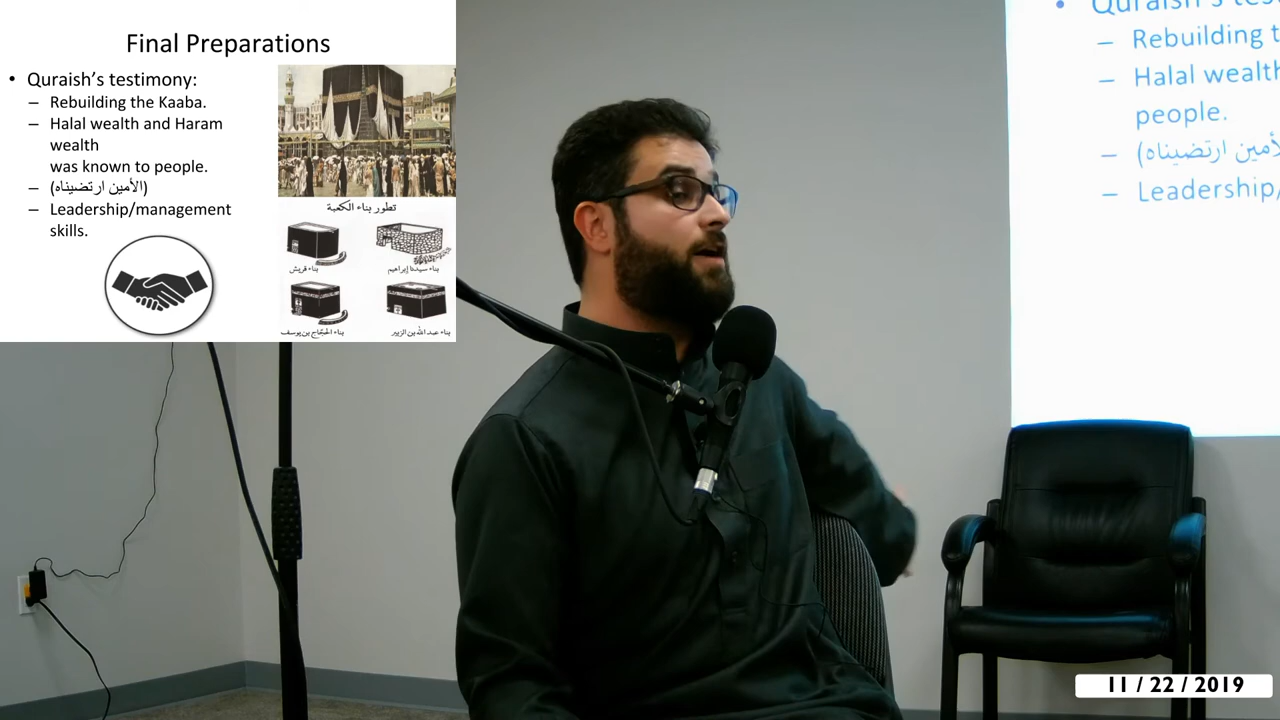 Final Preparations
• Quraish’s testimony:
– Rebuilding the Kaaba.
– Halal wealth and Haram
wealth
was known to people.
– (الأمين ارتضيناه)
– Leadership/management
skills.
تطور بناء الكعبة
بناء قريش
بناء سيدنا إبراهيم
بناء الحجاج بن يوسف
بناء عبد الله بن الزبير
• Quraish’s
– Rebuilding
– Halal wealth
people.
– الأمين ارتضيناه)
– Leadership/
11 / 22 / 2019